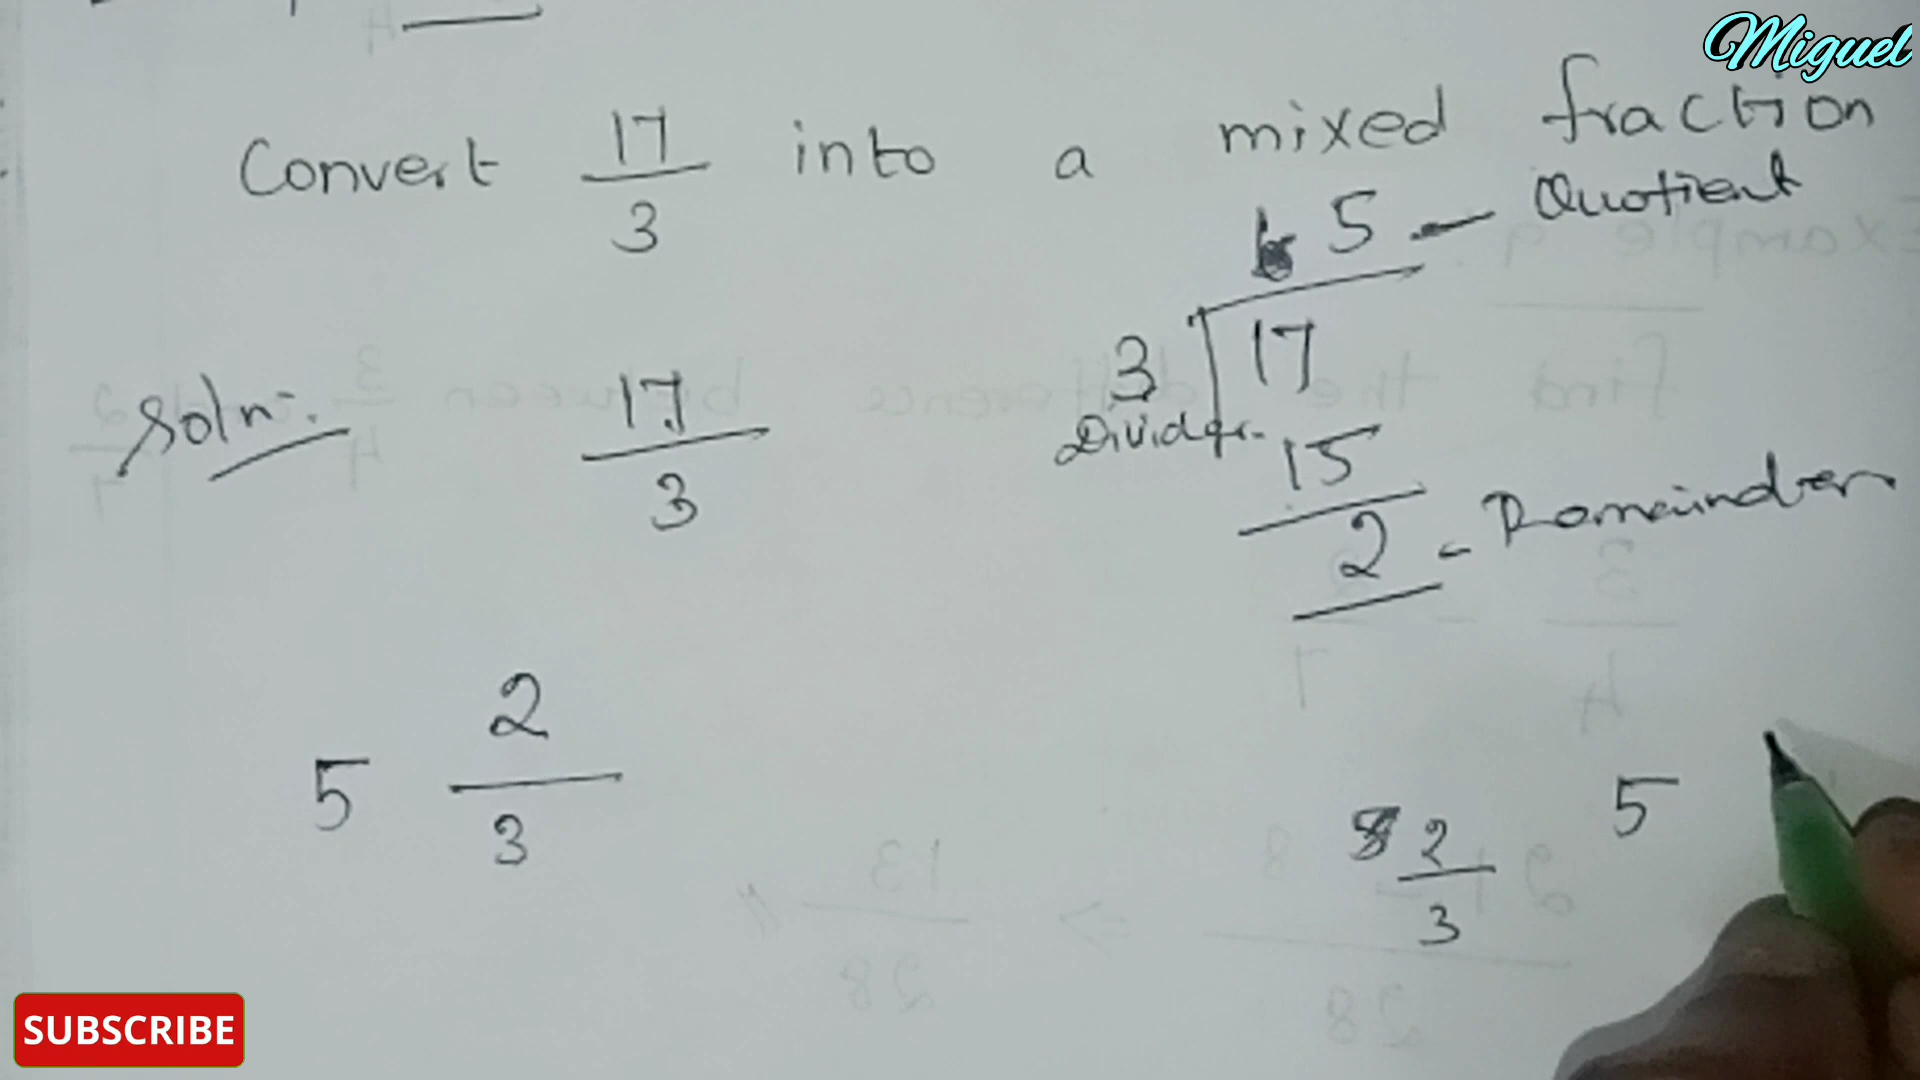 Miguel
Convert 17/3 into a mixed fraction
5 - Quotient
3 17
Divider
15
2 - Remainder
Soln:-
17
3
5 2/3
2/3 5
SUBSCRIBE